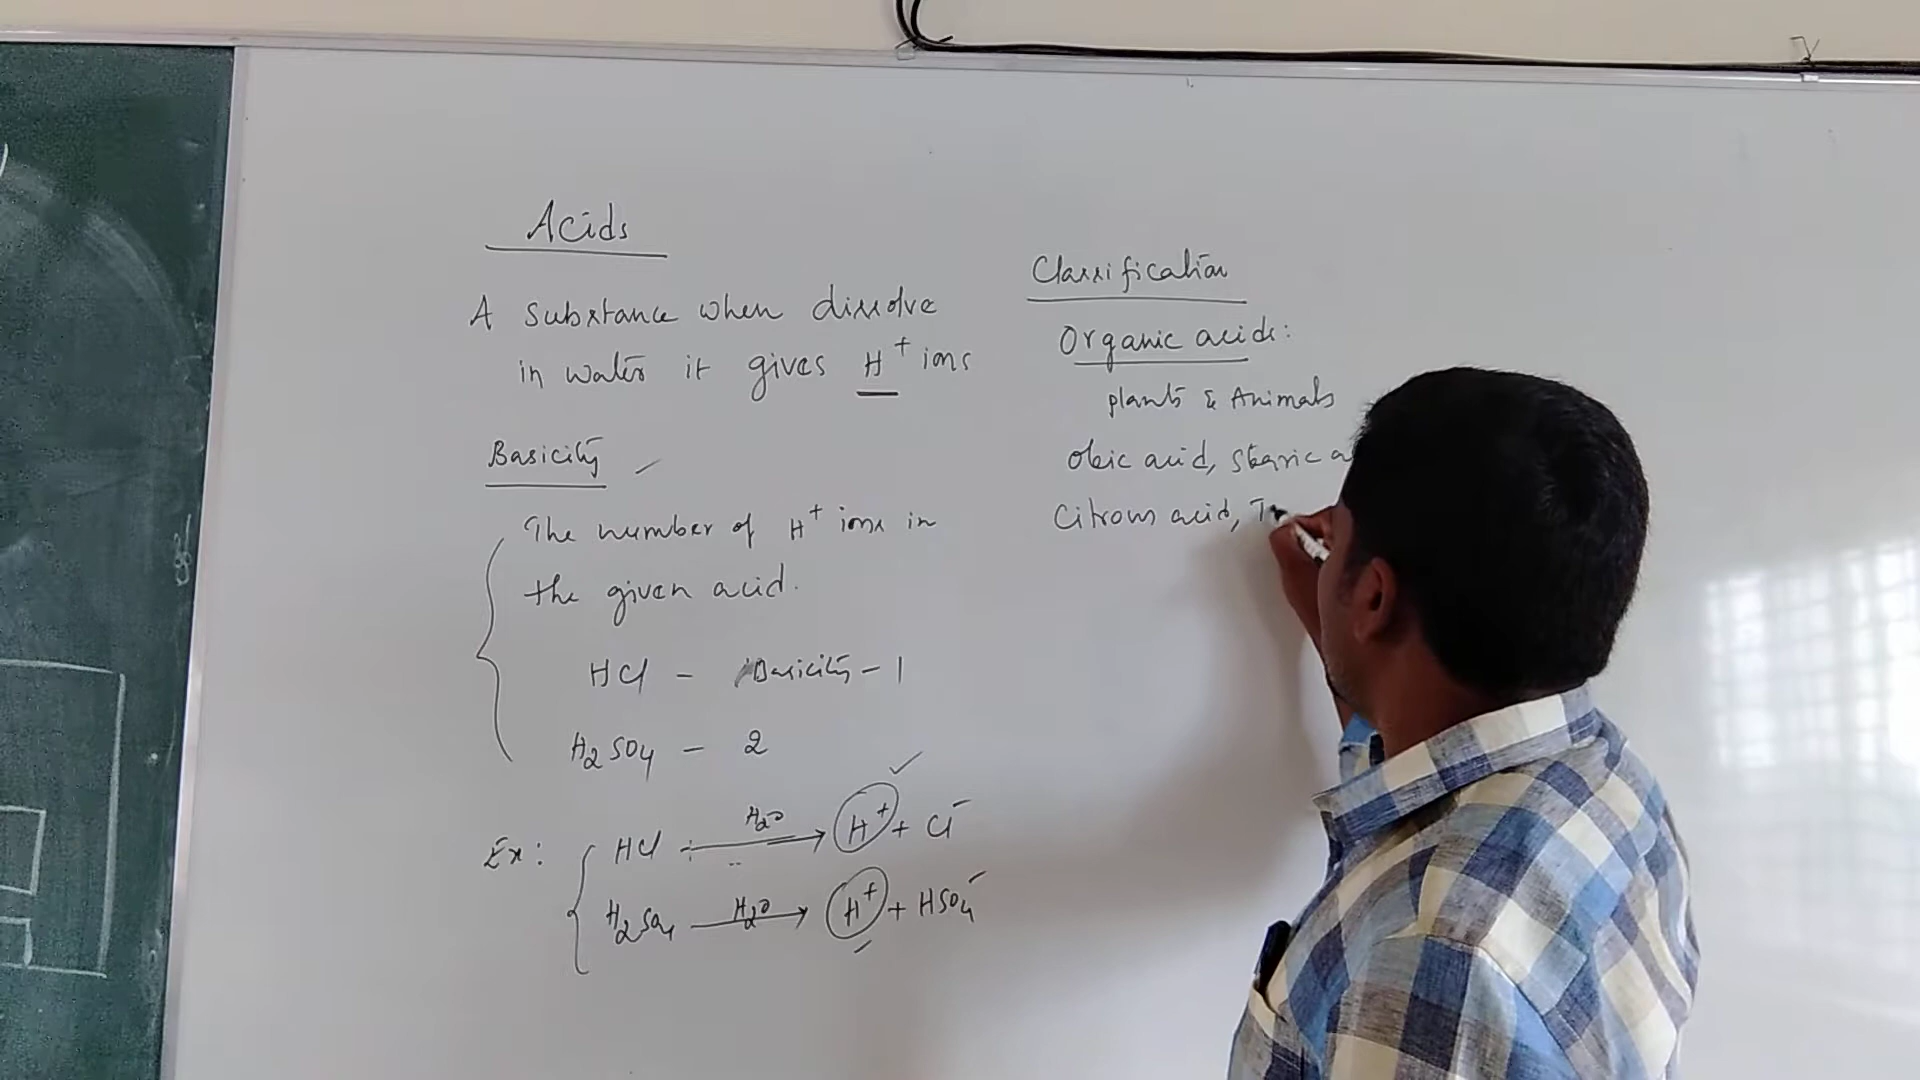 Acids
A substance when dissolve
in water it gives H⁺ ions
Basicity
The number of H⁺ ions in
the given acid.
HCl - Basicity - 1
H₂SO₄ - 2
Ex: HCl H₂O → H⁺ + Cl⁻
H₂SO₄ H₂O → H⁺ + HSO₄⁻
Classification
Organic acids:
plants & Animals
oleic acid, stearic a
Citrous acid, T